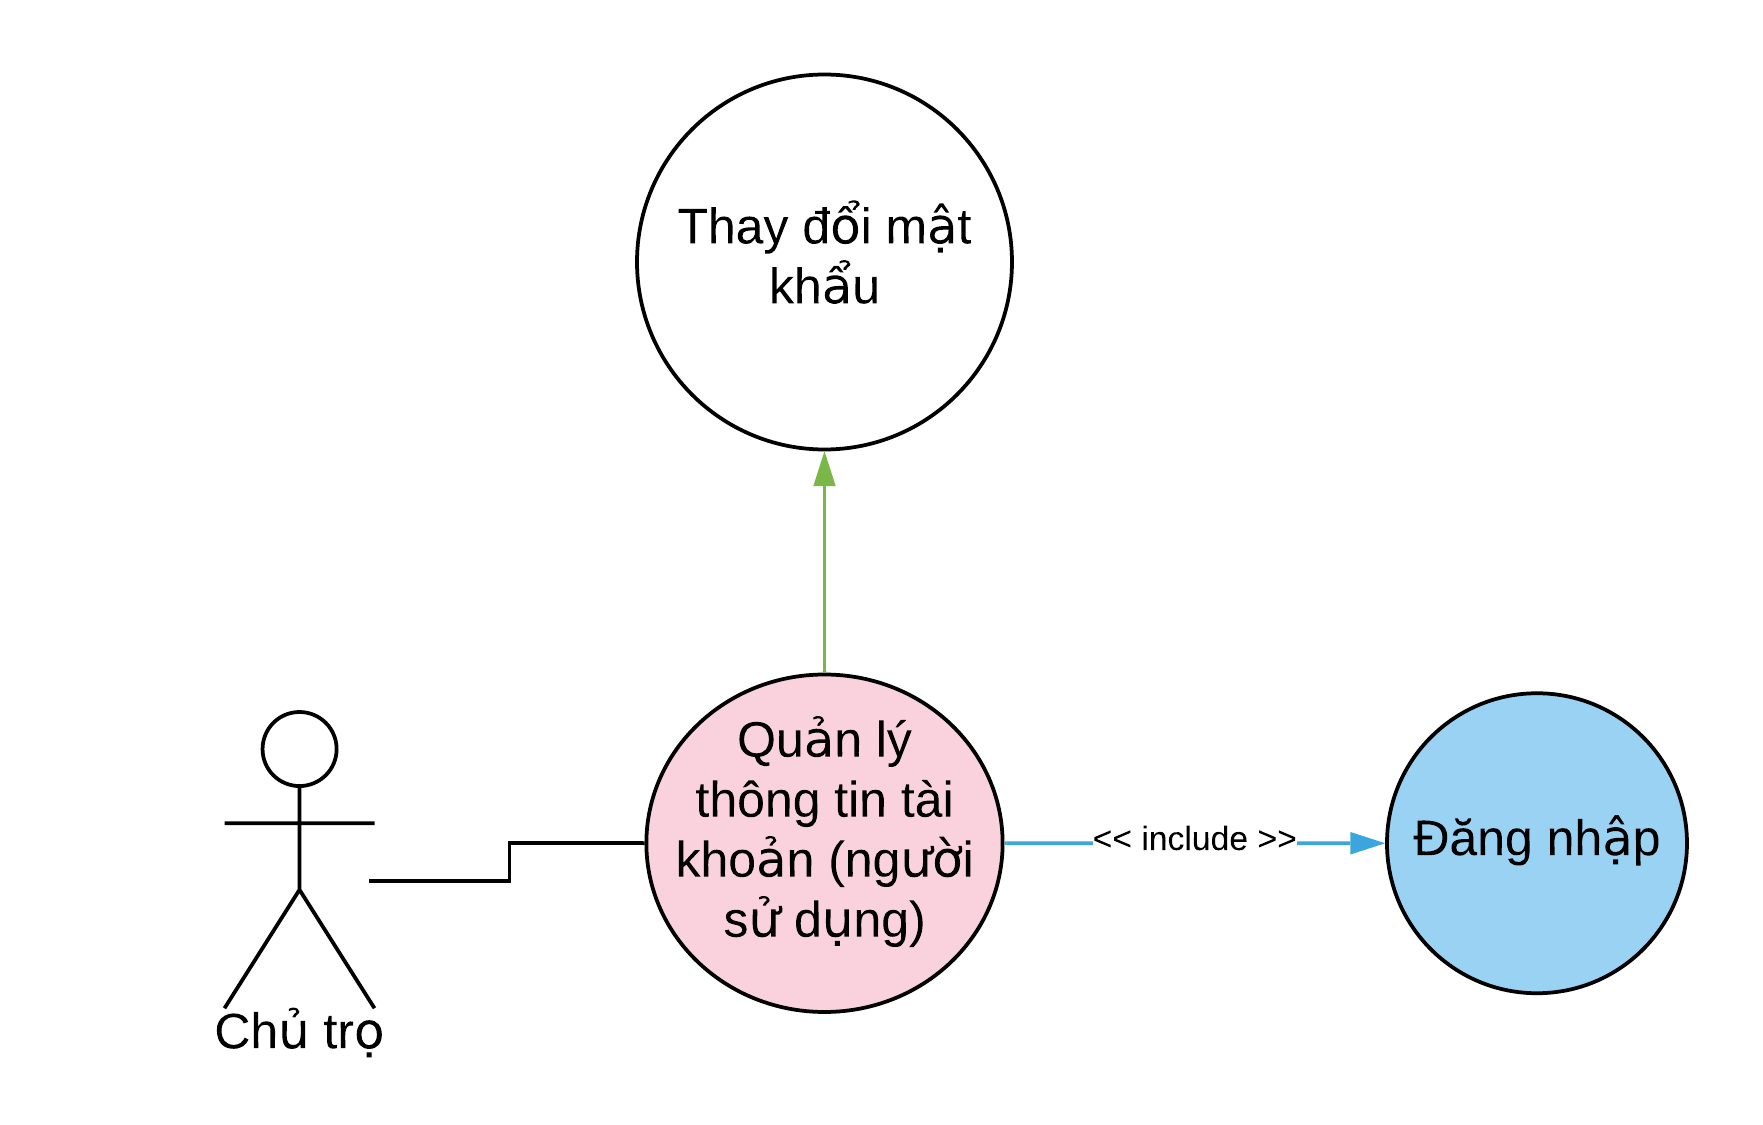 Thay đổi mật
khẩu
Quản lý
thông tin tài
khoản (người
sử dụng)
<< include >>
Đăng nhập
Chủ trọ